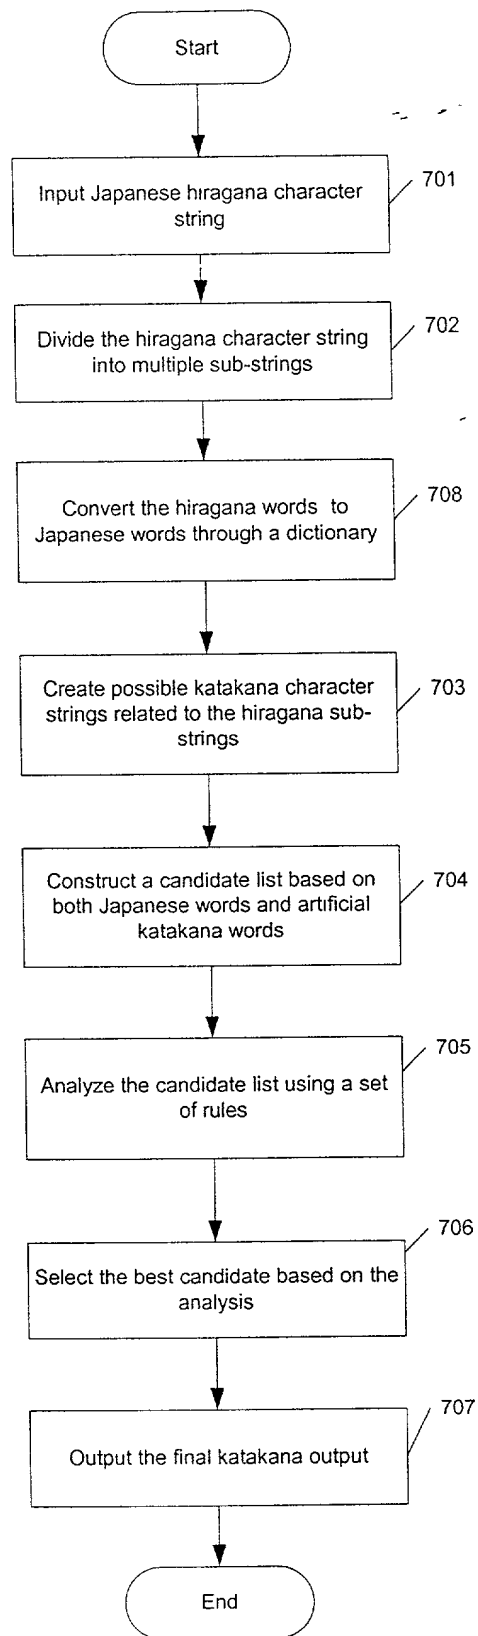 Start
Input Japanese hiragana character
string
701
Divide the hiragana character string
into multiple sub-strings
702
Convert the hiragana words to
Japanese words through a dictionary
708
Create possible katakana character
strings related to the hiragana sub-
strings
703
Construct a candidate list based on
both Japanese words and artificial
katakana words
704
Analyze the candidate list using a set
of rules
705
Select the best candidate based on the
analysis
706
Output the final katakana output
707
End